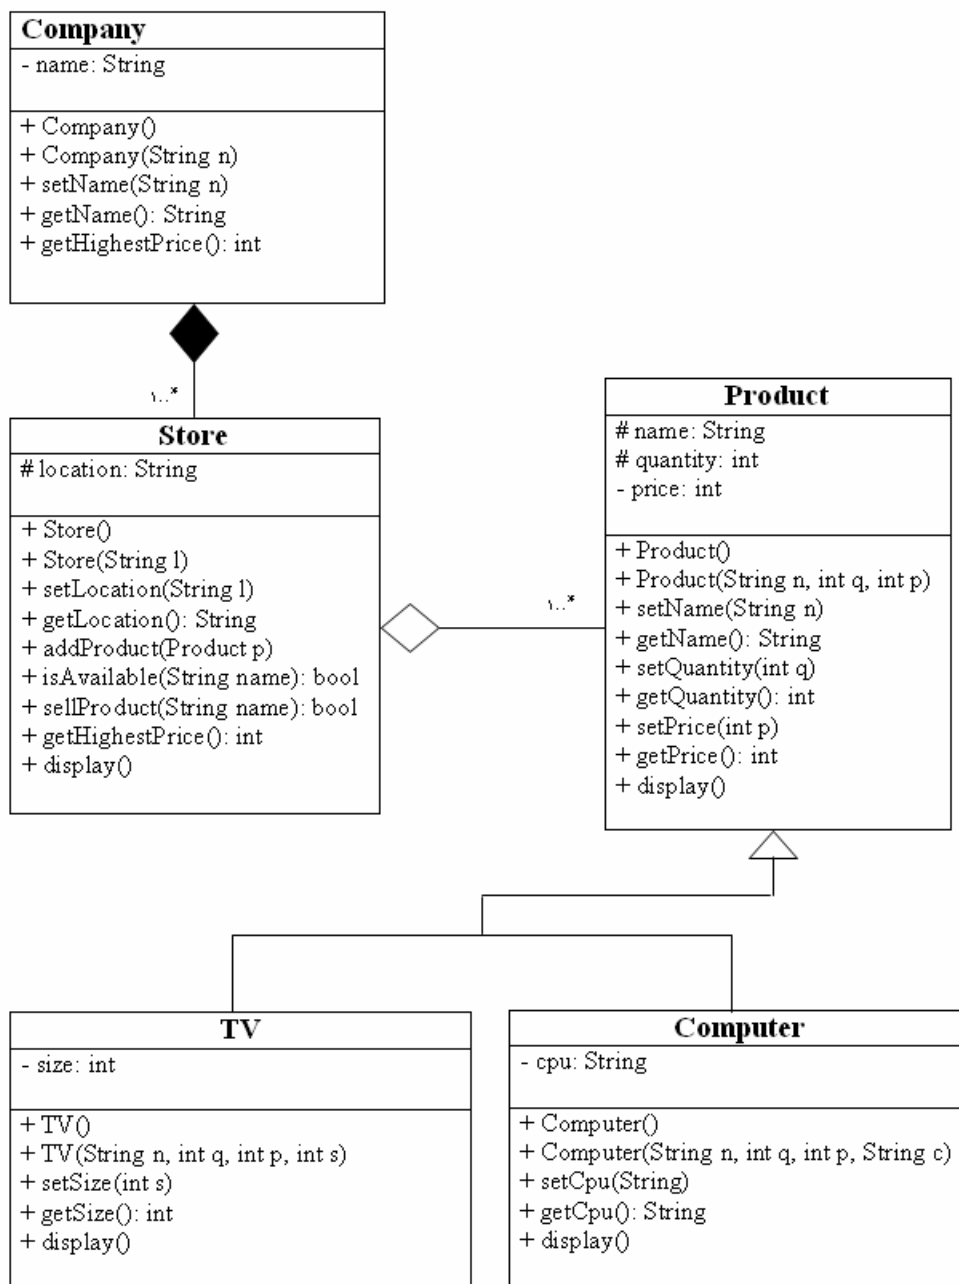 Company
- name: String
+ Company()
+ Company(String n)
+ setName(String n)
+ getName(): String
+ getHighestPrice(): int
١..*
Store
# location: String
+ Store()
+ Store(String l)
+ setLocation(String l)
+ getLocation(): String
+ addProduct(Product p)
+ isAvailable(String name): bool
+ sellProduct(String name): bool
+ getHighestPrice(): int
+ display()
١..*
Product
# name: String
# quantity: int
- price: int
+ Product()
+ Product(String n, int q, int p)
+ setName(String n)
+ getName(): String
+ setQuantity(int q)
+ getQuantity(): int
+ setPrice(int p)
+ getPrice(): int
+ display()
TV
- size: int
+ TV()
+ TV(String n, int q, int p, int s)
+ setSize(int s)
+ getSize(): int
+ display()
Computer
- cpu: String
+ Computer()
+ Computer(String n, int q, int p, String c)
+ setCpu(String)
+ getCpu(): String
+ display()